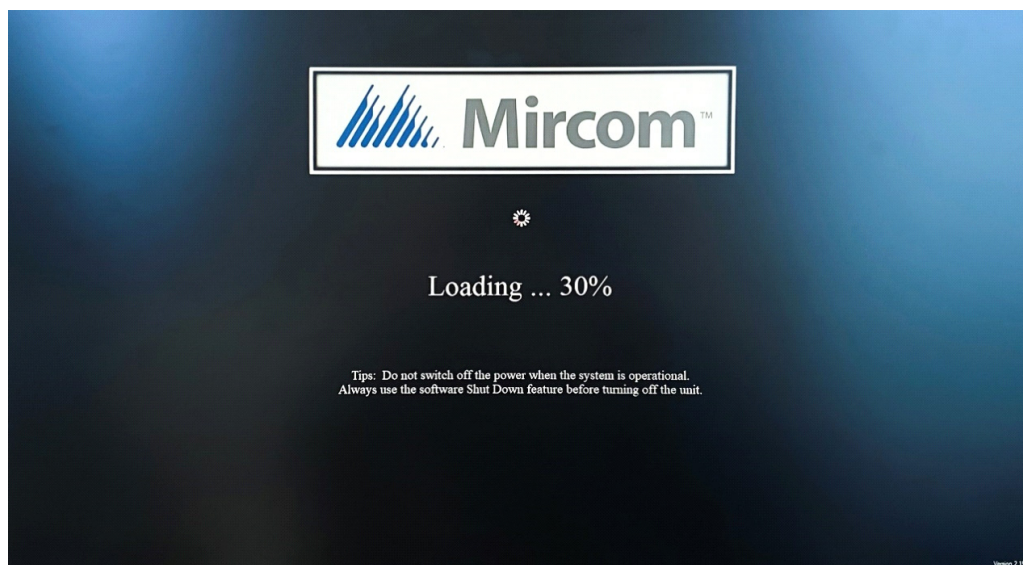 Mircom™
Loading ... 30%
Tips: Do not switch off the power when the system is operational.
Always use the software Shut Down feature before turning off the unit.
Version